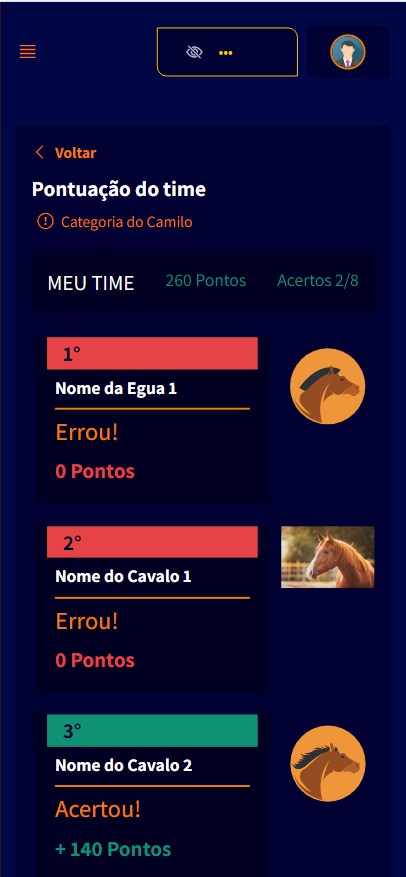 •••
Voltar
Pontuação do time
Categoria do Camilo
MEU TIME 260 Pontos Acertos 2/8
1°
Nome da Egua 1
Errou!
0 Pontos
2°
Nome do Cavalo 1
Errou!
0 Pontos
3°
Nome do Cavalo 2
Acertou!
+ 140 Pontos